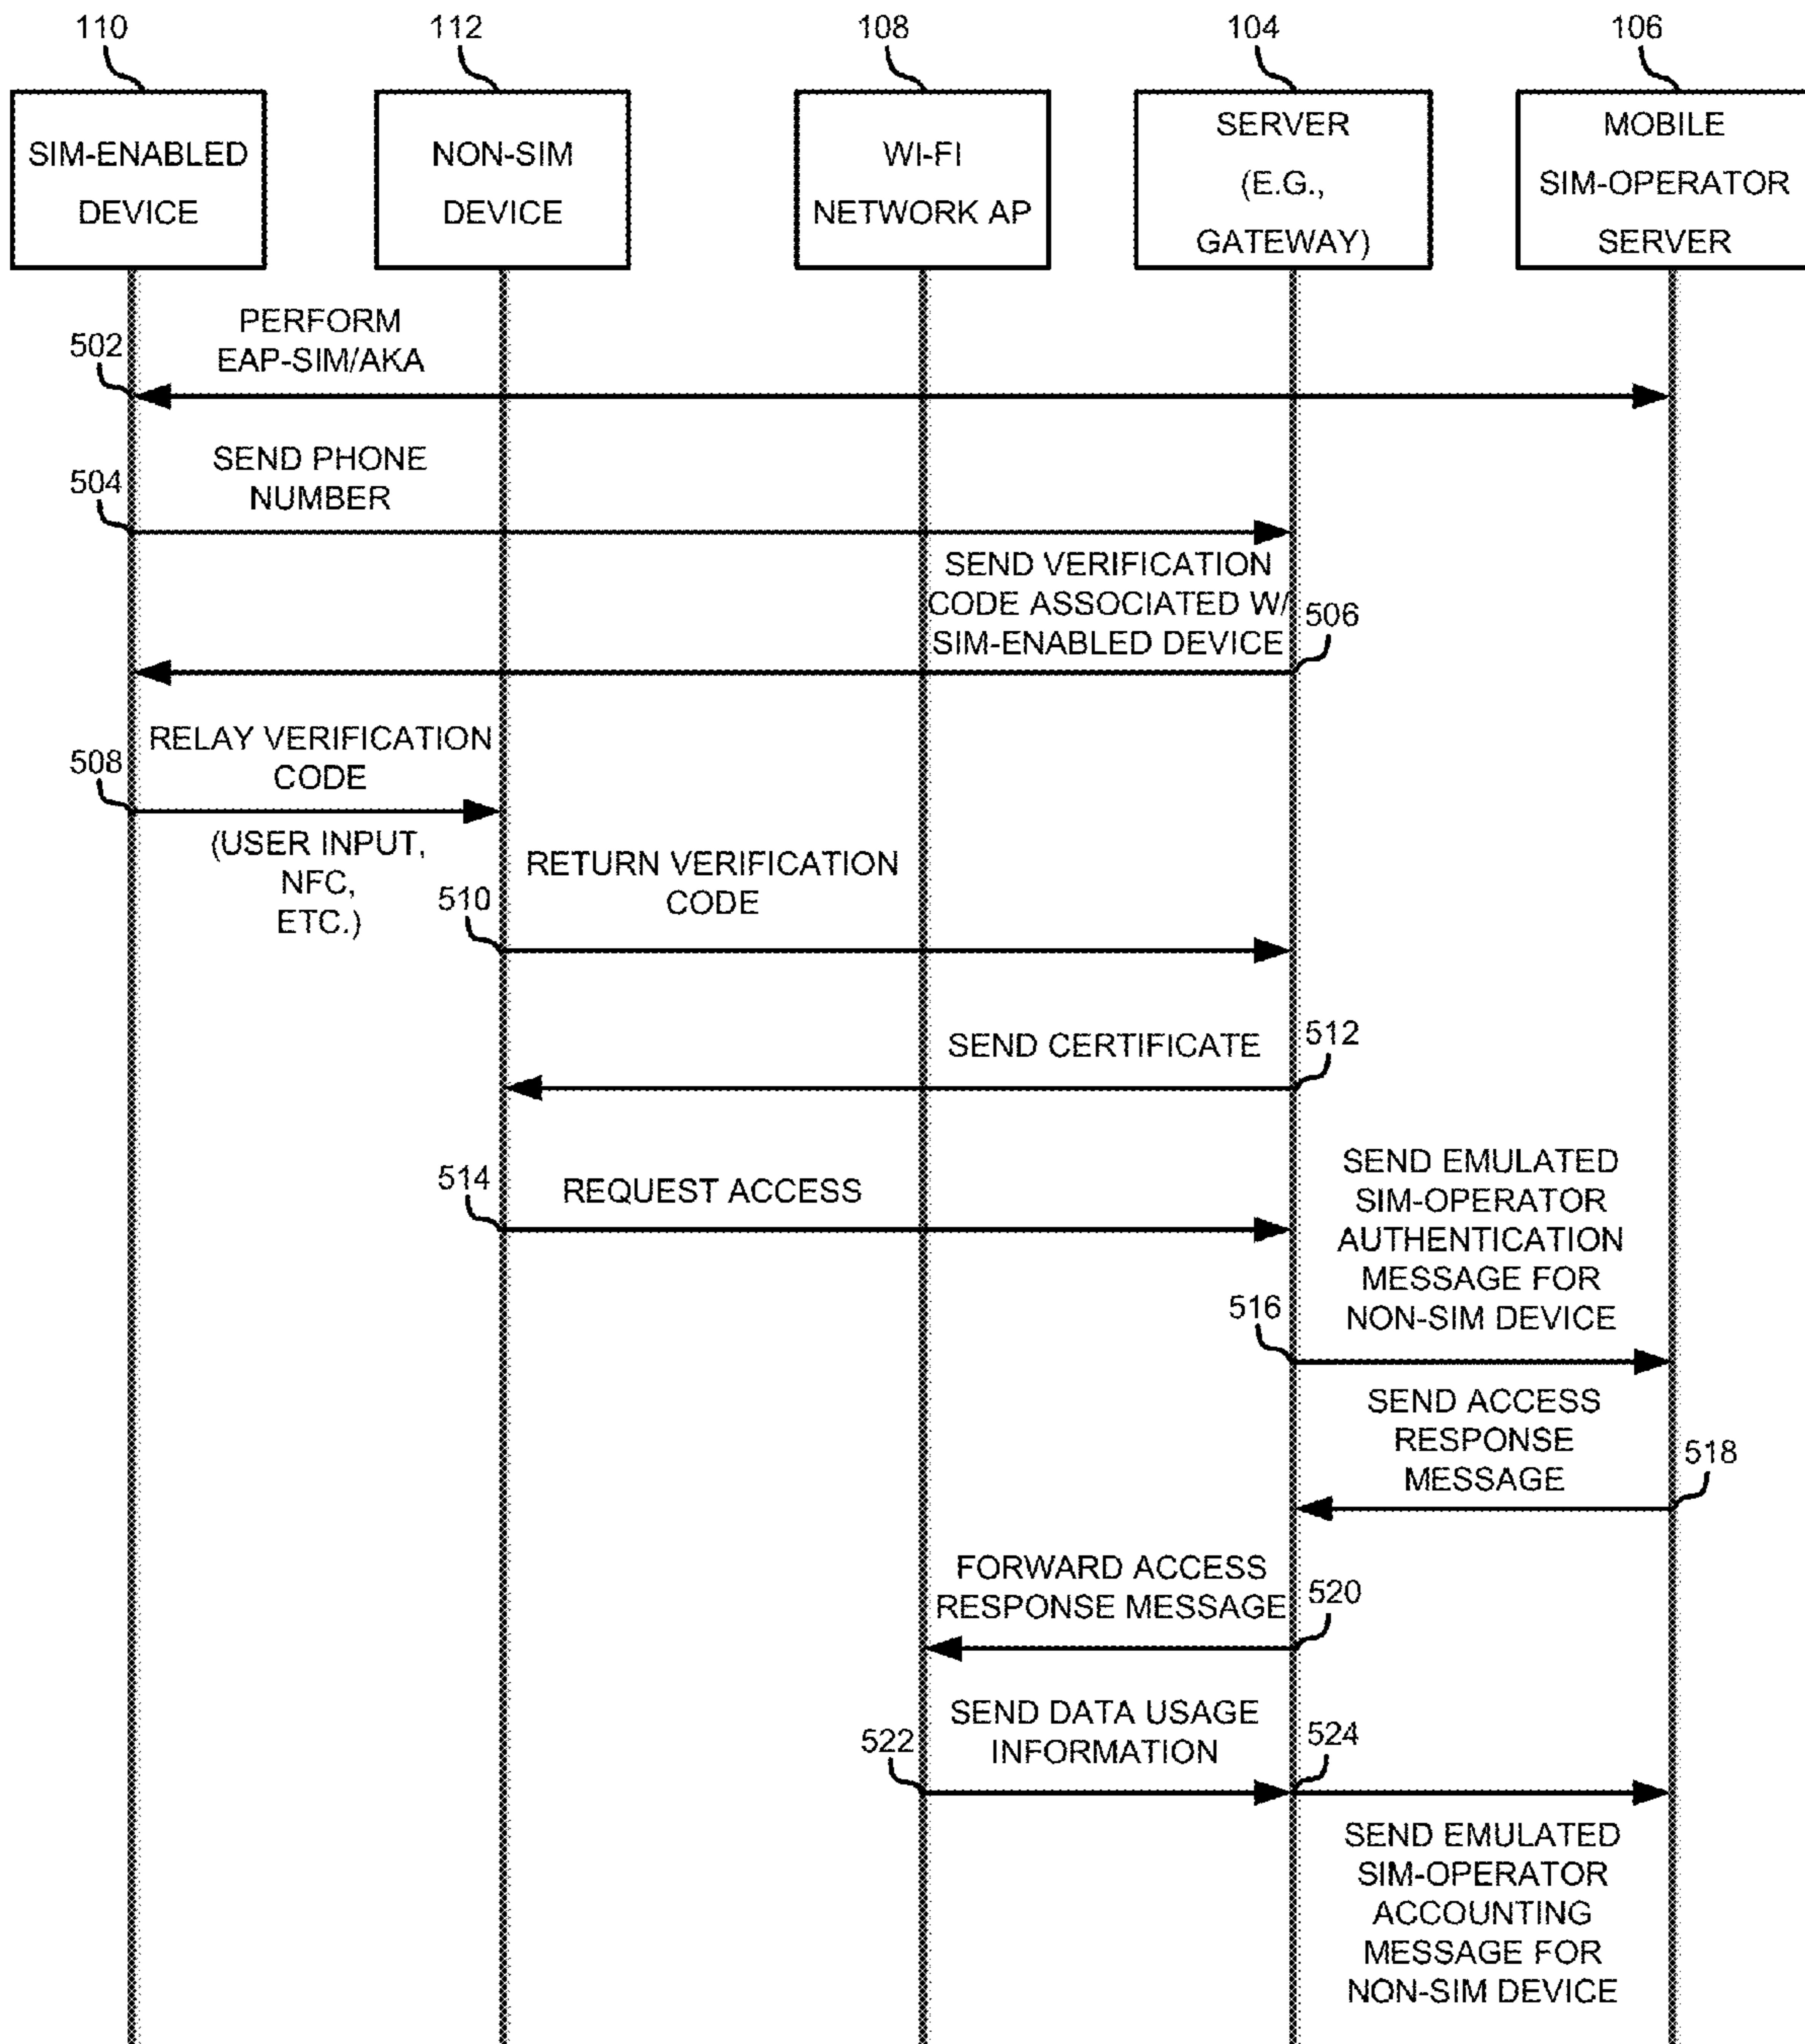 110
112
108
104
106
SIM-ENABLED
DEVICE
NON-SIM
DEVICE
WI-FI
NETWORK AP
SERVER
(E.G.,
GATEWAY)
MOBILE
SIM-OPERATOR
SERVER
PERFORM
EAP-SIM/AKA
502
SEND PHONE
NUMBER
504
SEND VERIFICATION
CODE ASSOCIATED W/
SIM-ENABLED DEVICE
506
RELAY VERIFICATION
CODE
508
(USER INPUT,
NFC,
ETC.)
RETURN VERIFICATION
CODE
510
SEND CERTIFICATE
512
REQUEST ACCESS
514
SEND EMULATED
SIM-OPERATOR
AUTHENTICATION
MESSAGE FOR
NON-SIM DEVICE
516
SEND ACCESS
RESPONSE
MESSAGE
518
FORWARD ACCESS
RESPONSE MESSAGE
520
SEND DATA USAGE
INFORMATION
522
524
SEND EMULATED
SIM-OPERATOR
ACCOUNTING
MESSAGE FOR
NON-SIM DEVICE